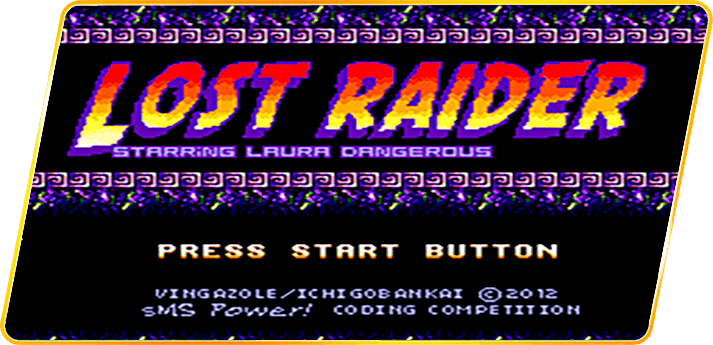 LOST RAIDER
STARRiNG LAURA DANGEROUS
PRESS START BUTTON
VINGAZOLE/ICHIGOBANKAI ©2012
sMS Power! CODING COMPETITION